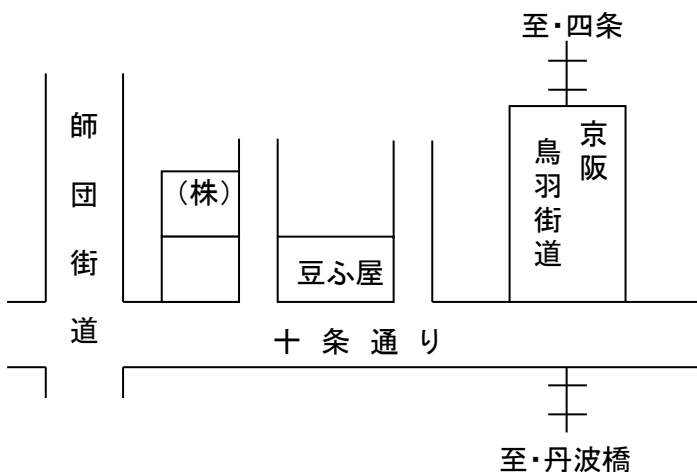 至・四条
師団街道
京阪
鳥羽街道
(株)
豆ふ屋
十条通り
至・丹波橋